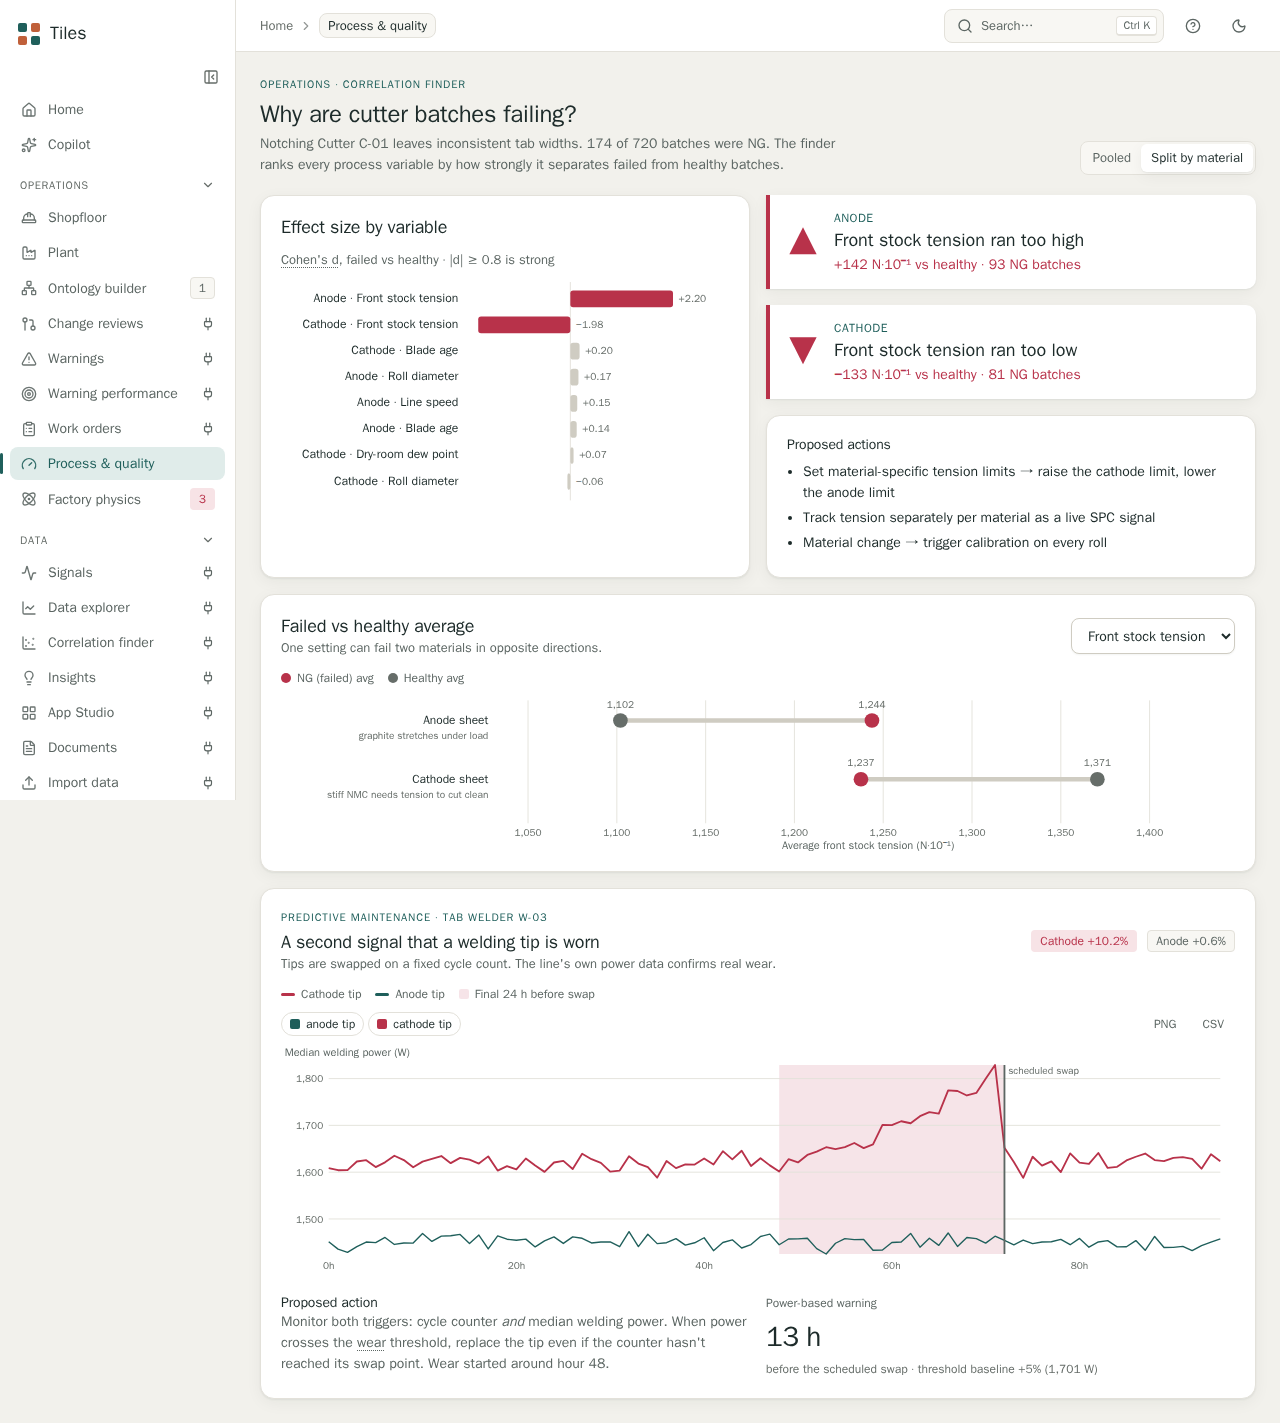 Tiles
Home
Copilot
OPERATIONS
Shopfloor
Plant
Ontology builder 1
Change reviews
Warnings
Warning performance
Work orders
Process & quality
Factory physics 3
DATA
Signals
Data explorer
Correlation finder
Insights
App Studio
Documents
Import data
Home > Process & quality
Search··· Ctrl K
OPERATIONS · CORRELATION FINDER
Why are cutter batches failing?
Notching Cutter C-01 leaves inconsistent tab widths. 174 of 720 batches were NG. The finder
ranks every process variable by how strongly it separates failed from healthy batches.
Pooled Split by material
Effect size by variable
Cohen's d, failed vs healthy · |d| ≥ 0.8 is strong
Anode · Front stock tension +2.20
Cathode · Front stock tension −1.98
Cathode · Blade age +0.20
Anode · Roll diameter +0.17
Anode · Line speed +0.15
Anode · Blade age +0.14
Cathode · Dry-room dew point +0.07
Cathode · Roll diameter −0.06
ANODE
Front stock tension ran too high
+142 N·10⁻¹ vs healthy · 93 NG batches
CATHODE
Front stock tension ran too low
−133 N·10⁻¹ vs healthy · 81 NG batches
Proposed actions
• Set material-specific tension limits → raise the cathode limit, lower
the anode limit
• Track tension separately per material as a live SPC signal
• Material change → trigger calibration on every roll
Failed vs healthy average
One setting can fail two materials in opposite directions.
Front stock tension
NG (failed) avg Healthy avg
1,102 1,244
Anode sheet
graphite stretches under load
1,237 1,371
Cathode sheet
stiff NMC needs tension to cut clean
1,050 1,100 1,150 1,200 1,250 1,300 1,350 1,400
Average front stock tension (N·10⁻¹)
PREDICTIVE MAINTENANCE · TAB WELDER W-03
A second signal that a welding tip is worn
Tips are swapped on a fixed cycle count. The line's own power data confirms real wear.
Cathode +10.2% Anode +0.6%
Cathode tip Anode tip Final 24 h before swap
anode tip cathode tip PNG CSV
Median welding power (W)
scheduled swap
1,800
1,700
1,600
1,500
0h 20h 40h 60h 80h
Proposed action
Monitor both triggers: cycle counter and median welding power. When power
crosses the wear threshold, replace the tip even if the counter hasn't
reached its swap point. Wear started around hour 48.
Power-based warning
13 h
before the scheduled swap · threshold baseline +5% (1,701 W)